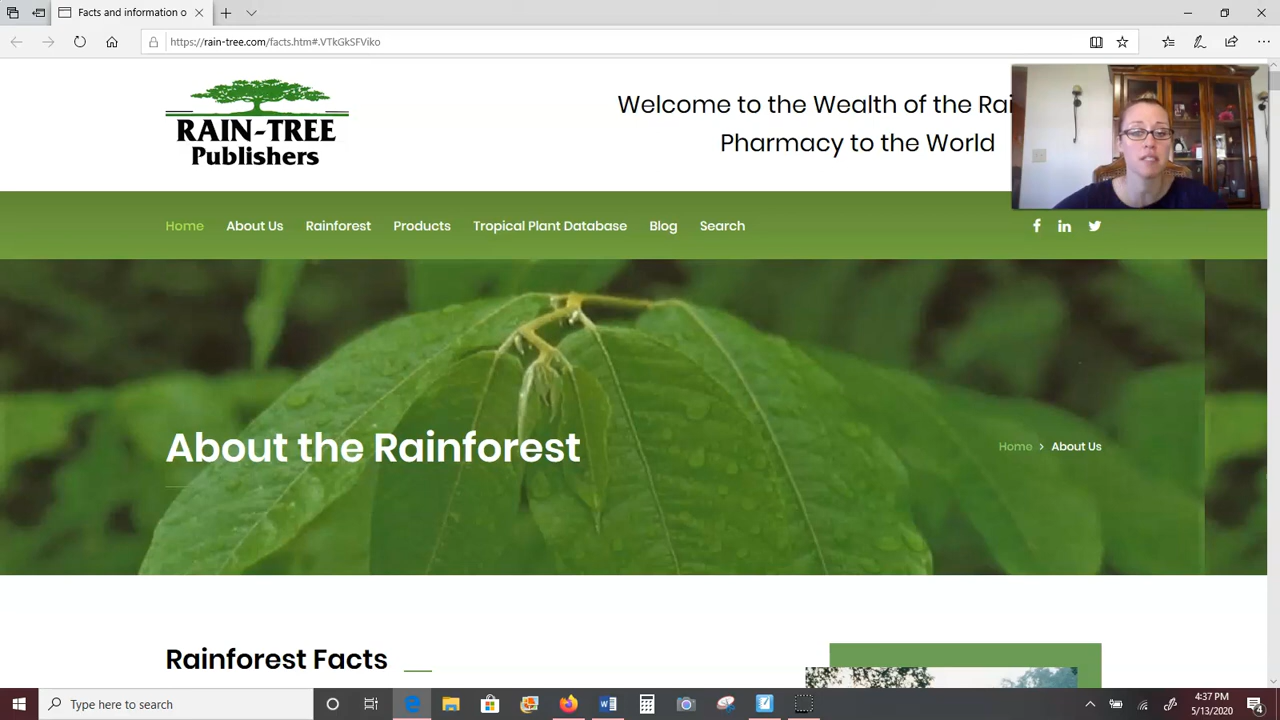 Facts and information o
https://rain-tree.com/facts.htm#.VTkGkSFViko
RAIN-TREE
Publishers
Welcome to the Wealth of the Rai
Pharmacy to the World
Home About Us Rainforest Products Tropical Plant Database Blog Search
About the Rainforest
Home > About Us
Rainforest Facts
Type here to search
4:37 PM
5/13/2020
4